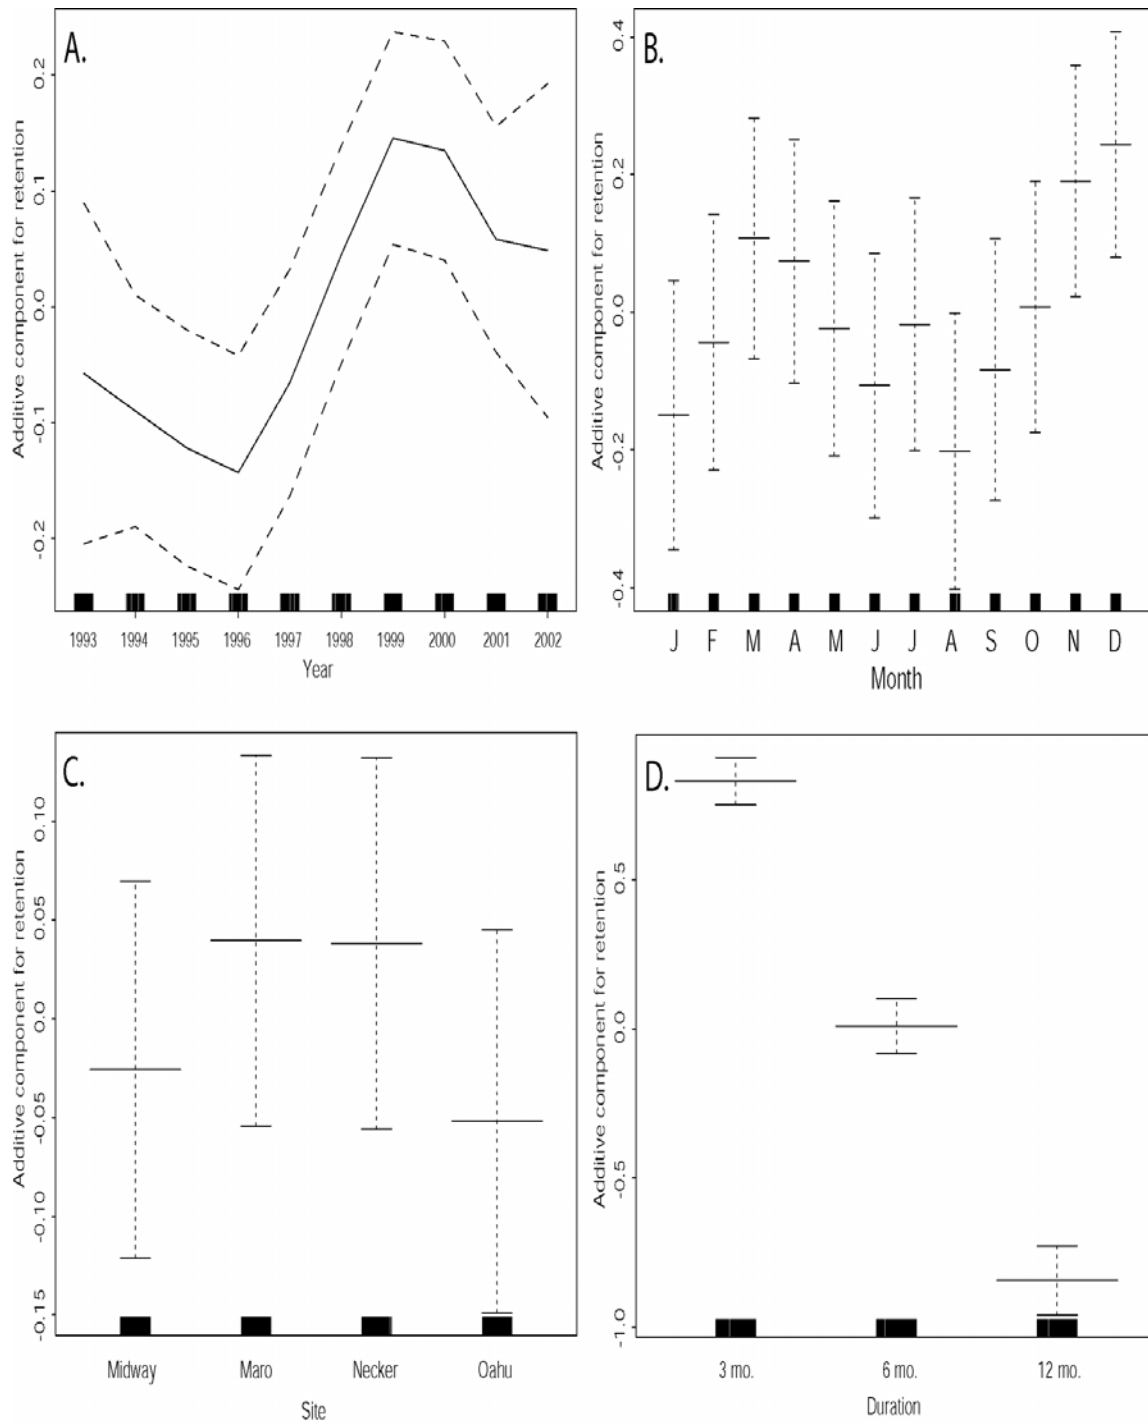 A.
Additive component for retention
0.2
0.1
0.0
-0.1
-0.2
1993 1994 1995 1996 1997 1998 1999 2000 2001 2002
Year
B.
Additive component for retention
0.4
0.2
0.0
-0.2
-0.4
J F M A M J J A S O N D
Month
C.
Additive component for retention
0.10
0.05
0.0
-0.05
-0.10
-0.15
Midway Maro Necker Oahu
Site
D.
Additive component for retention
0.5
0.0
-0.5
-1.0
3 mo. 6 mo. 12 mo.
Duration